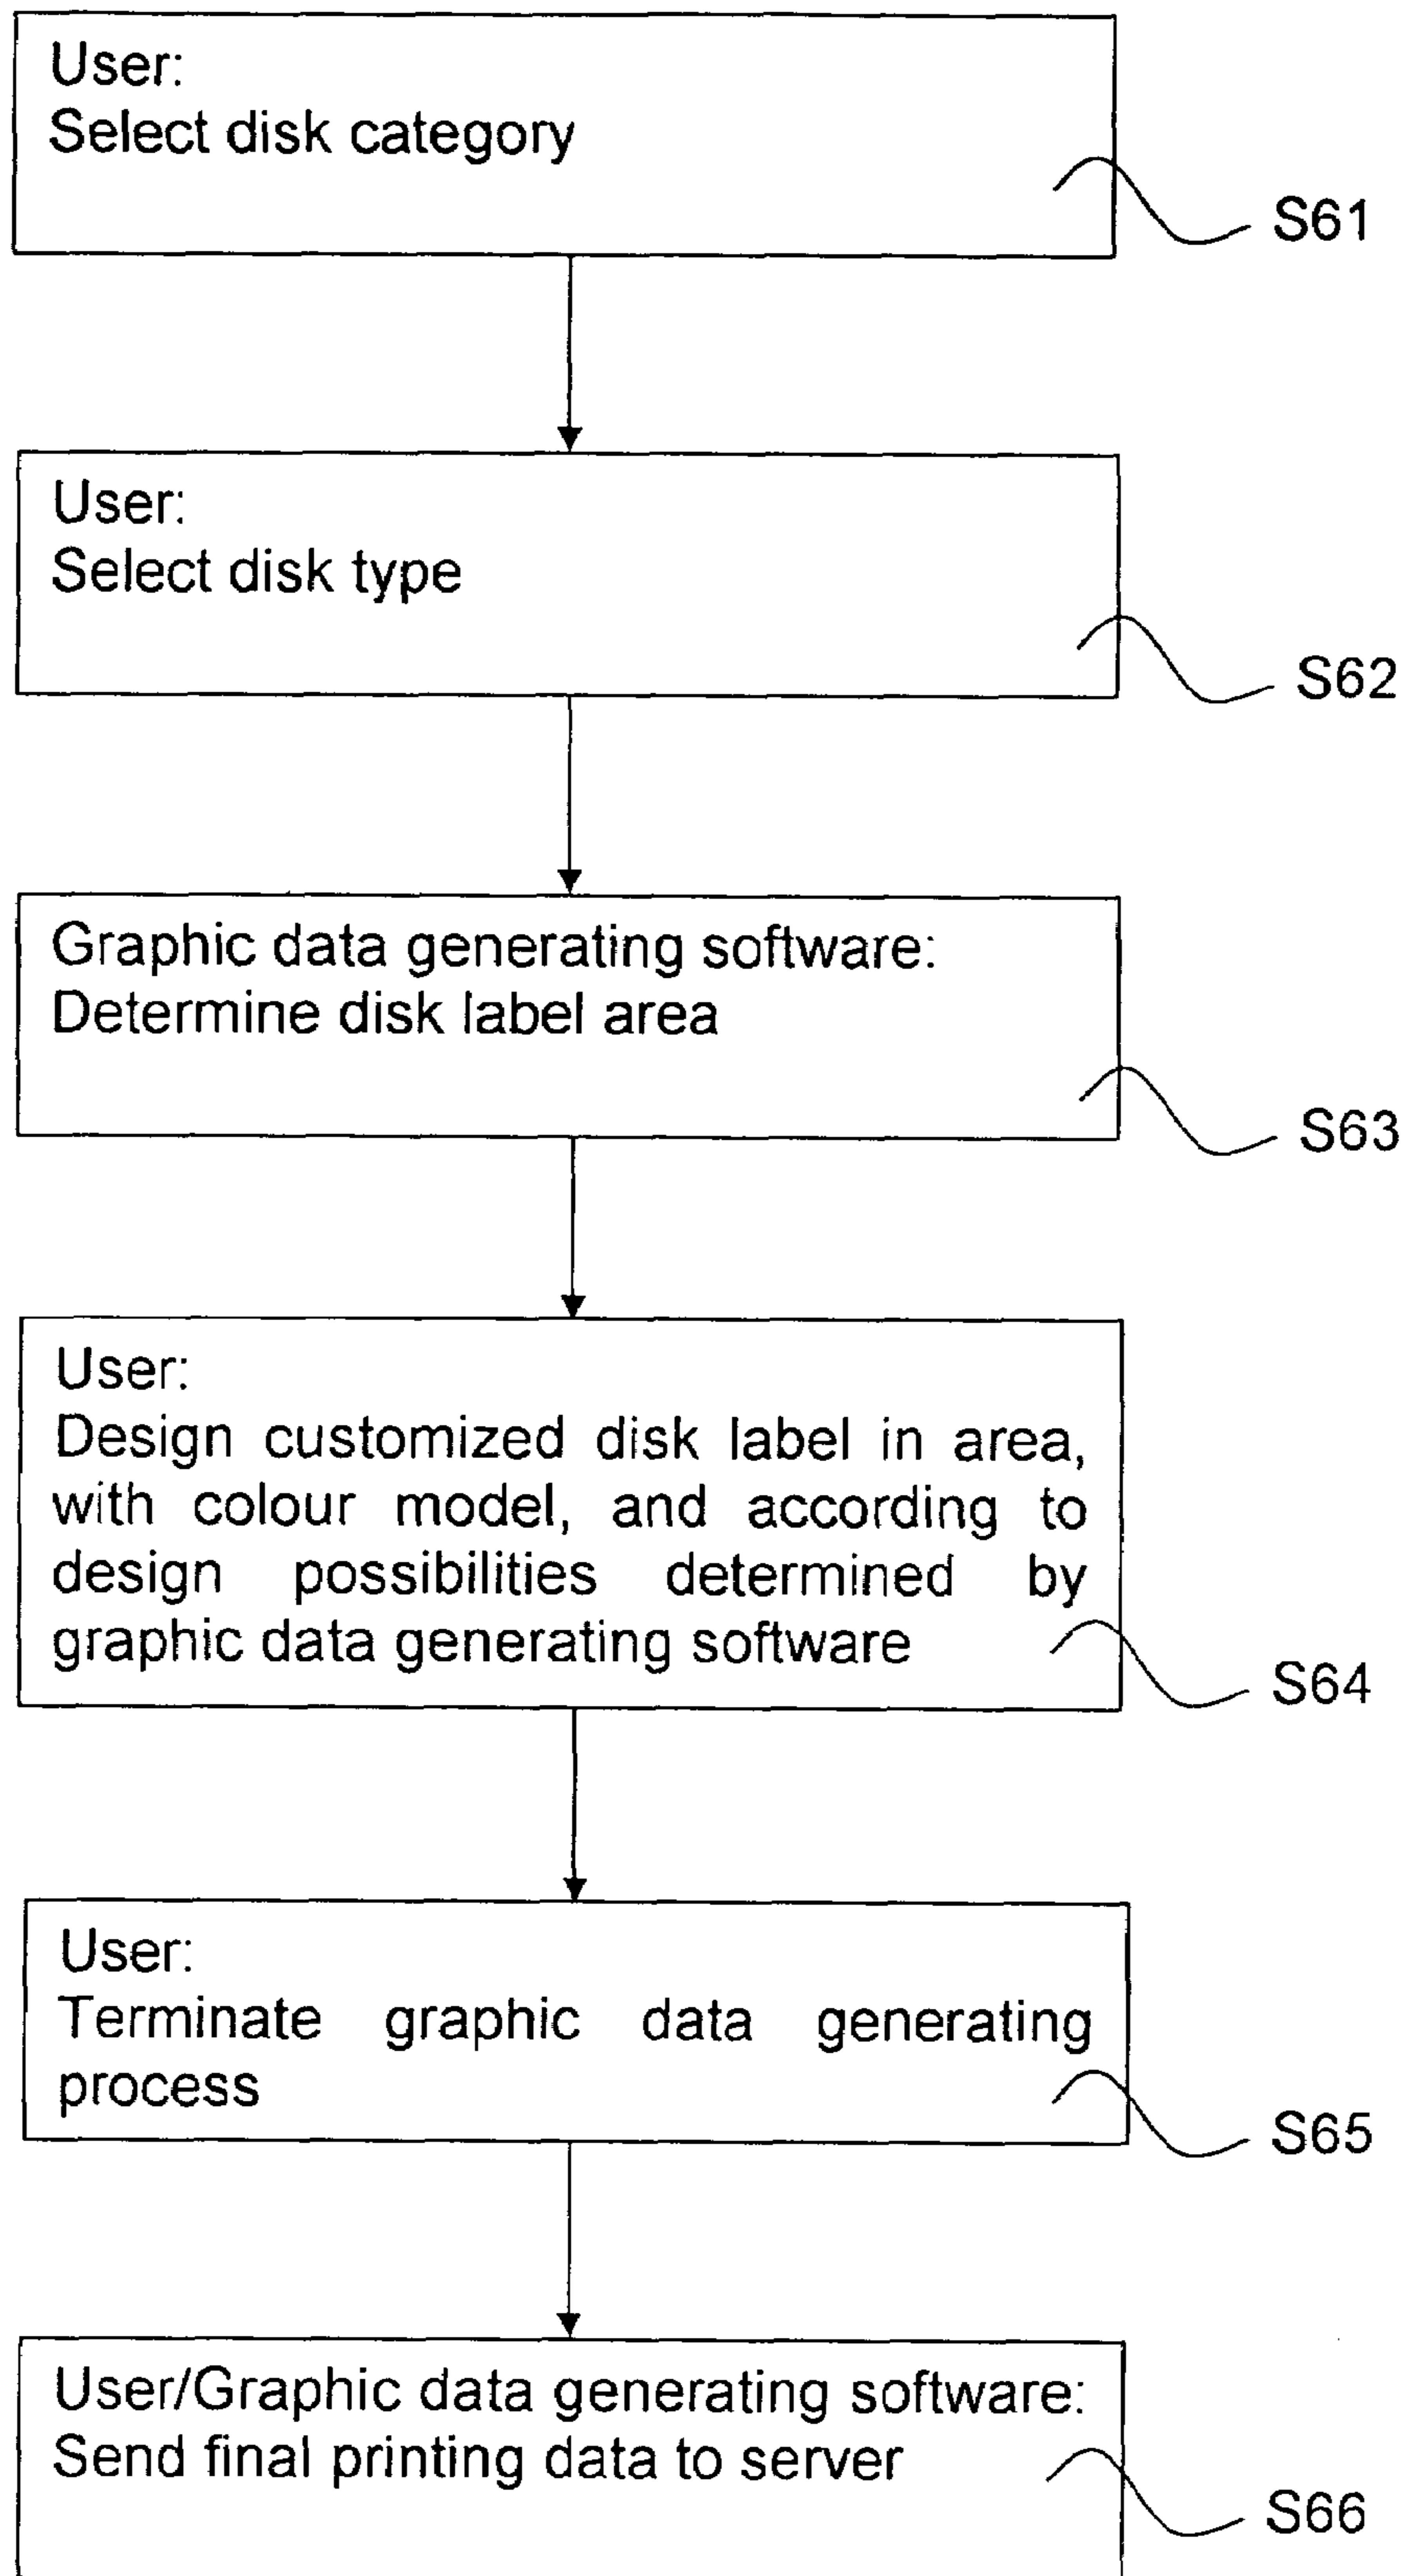 User:
Select disk category
S61
User:
Select disk type
S62
Graphic data generating software:
Determine disk label area
S63
User:
Design customized disk label in area,
with colour model, and according to
design possibilities determined by
graphic data generating software
S64
User:
Terminate graphic data generating
process
S65
User/Graphic data generating software:
Send final printing data to server
S66